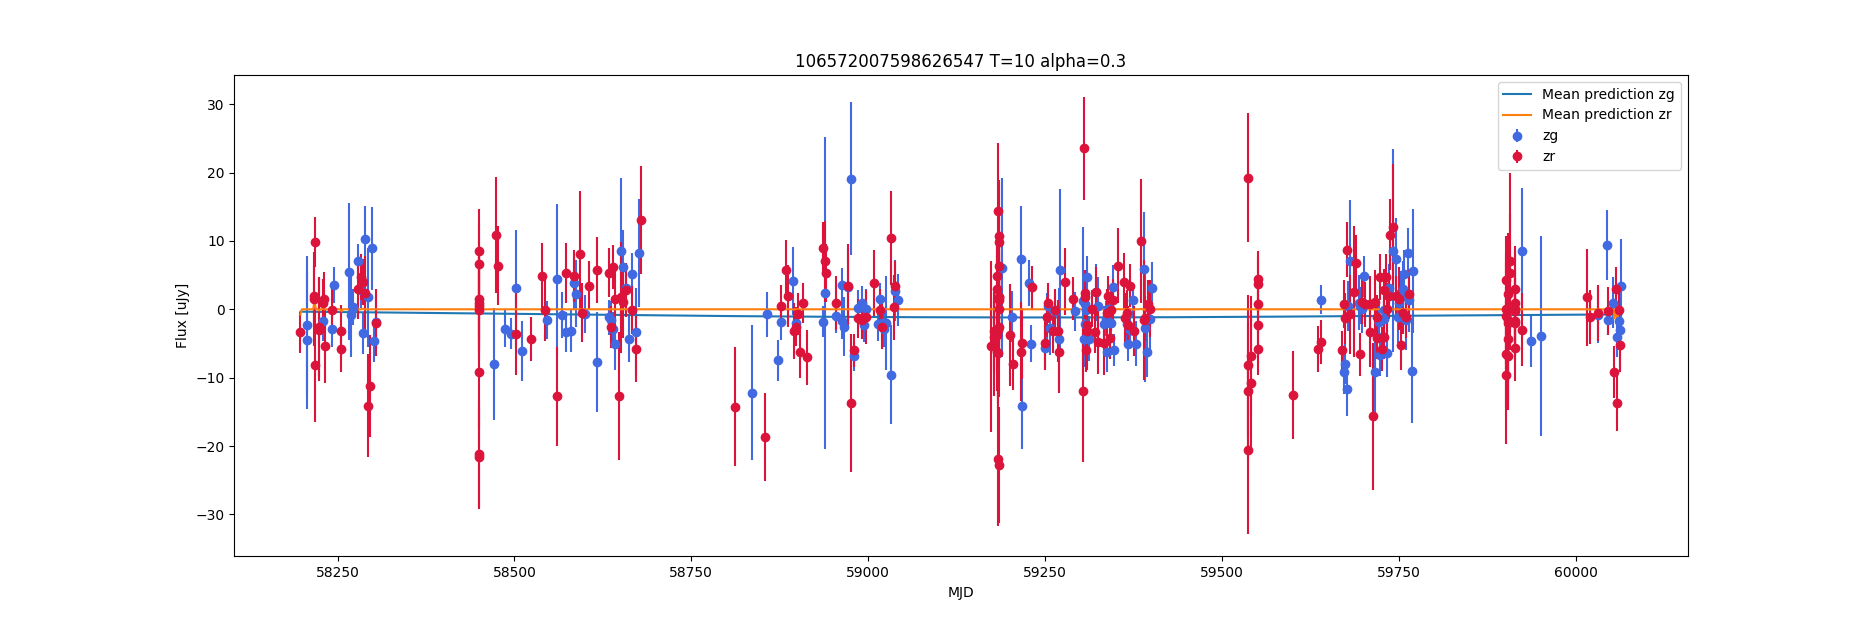 106572007598626547 T=10 alpha=0.3
Mean prediction zg
Mean prediction zr
zg
zr
Flux [uJy]
30
20
10
0
−10
−20
−30
58250 58500 58750 59000 59250 59500 59750 60000
MJD